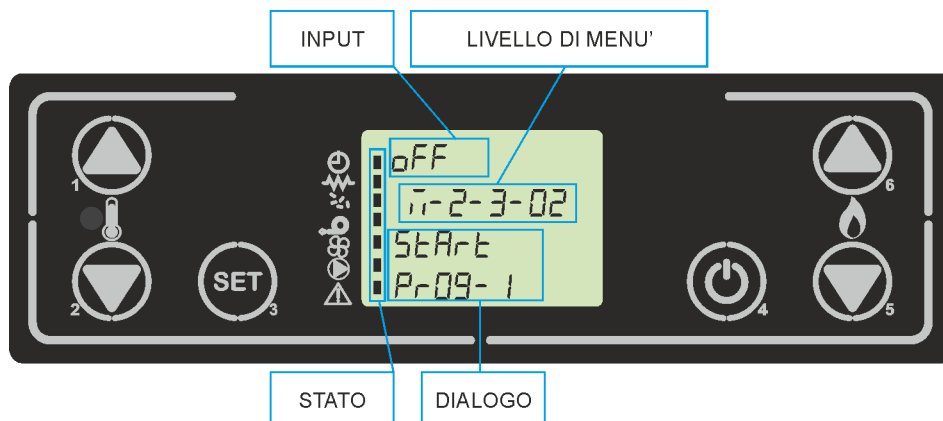 INPUT
LIVELLO DI MENU'
oFF
m-2-3-02
StArt
Pr09-1
1
2
SET
3
4
5
6
STATO
DIALOGO